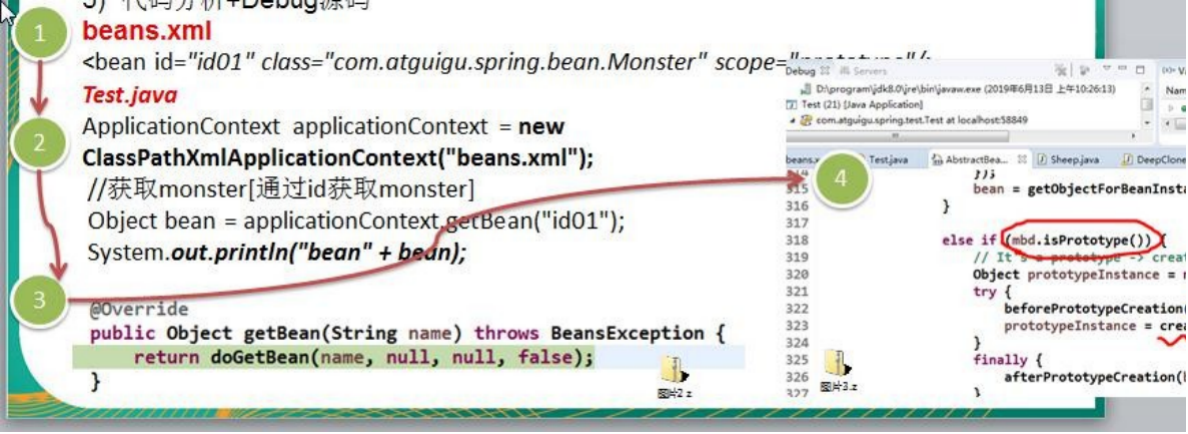 3) 代码分析+Debug源码
1
beans.xml
<bean id="id01" class="com.atguigu.spring.bean.Monster" scope="prototype"/>
Test.java
2
ApplicationContext applicationContext = new
ClassPathXmlApplicationContext("beans.xml");
//获取monster[通过id获取monster]
Object bean = applicationContext.getBean("id01");
System.out.println("bean" + bean);
3
@Override
public Object getBean(String name) throws BeansException {
return doGetBean(name, null, null, false);
}
图片2.z
Debug Servers
D:\program\jdk8.0\jre\bin\javaw.exe (2019年6月13日 上午10:26:13)
Test (21) [Java Application]
com.atguigu.spring.test.Test at localhost:58849
(x)= Va
Nam
beans.x Test.java AbstractBea... Sheep.java DeepClone
4
314 });
315 bean = getObjectForBeanInsta
316 }
317
318 else if (mbd.isPrototype()) {
319 // It's a prototype -> creat
320 Object prototypeInstance = n
321 try {
322 beforePrototypeCreation(
323 prototypeInstance = crea
324 }
325 finally {
326 afterPrototypeCreation(b
327 }
图片3.z